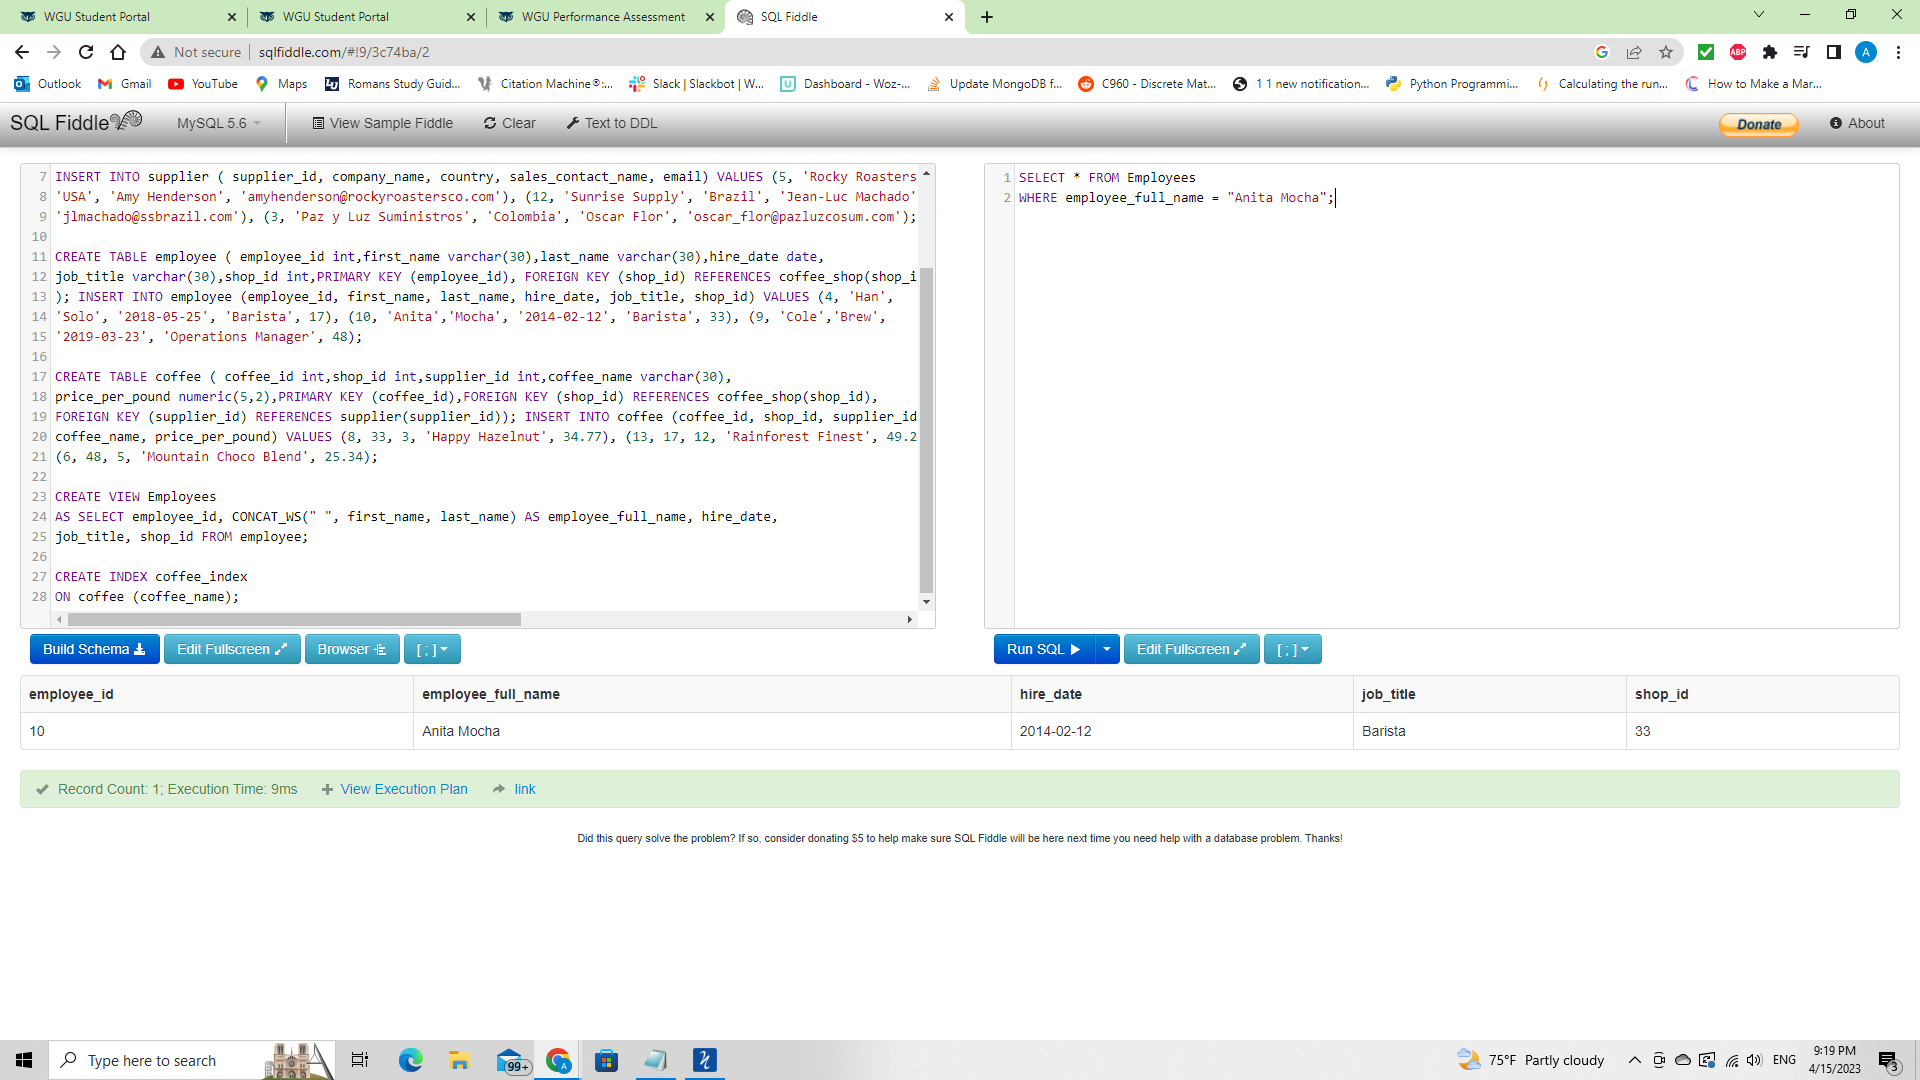 WGU Student Portal
WGU Student Portal
WGU Performance Assessment
SQL Fiddle
Not secure
sqlfiddle.com/#!9/3c74ba/2
ABP
A
Outlook
Gmail
YouTube
Maps
Romans Study Guid...
Citation Machine®:...
Slack | Slackbot | W...
Dashboard - Woz-...
Update MongoDB f...
C960 - Discrete Mat...
1 1 new notification...
Python Programmi...
Calculating the run...
How to Make a Mar...
SQL Fiddle
MySQL 5.6
View Sample Fiddle
Clear
Text to DDL
Donate
About
7 INSERT INTO supplier ( supplier_id, company_name, country, sales_contact_name, email) VALUES (5, 'Rocky Roasters
8 'USA', 'Amy Henderson', 'amyhenderson@rockyroastersco.com'), (12, 'Sunrise Supply', 'Brazil', 'Jean-Luc Machado'
9 'jlmachado@ssbrazil.com'), (3, 'Paz y Luz Suministros', 'Colombia', 'Oscar Flor', 'oscar_flor@pazluzcosum.com');
10
11 CREATE TABLE employee ( employee_id int,first_name varchar(30),last_name varchar(30),hire_date date,
12 job_title varchar(30),shop_id int,PRIMARY KEY (employee_id), FOREIGN KEY (shop_id) REFERENCES coffee_shop(shop_i
13 ); INSERT INTO employee (employee_id, first_name, last_name, hire_date, job_title, shop_id) VALUES (4, 'Han',
14 'Solo', '2018-05-25', 'Barista', 17), (10, 'Anita','Mocha', '2014-02-12', 'Barista', 33), (9, 'Cole','Brew',
15 '2019-03-23', 'Operations Manager', 48);
16
17 CREATE TABLE coffee ( coffee_id int,shop_id int,supplier_id int,coffee_name varchar(30),
18 price_per_pound numeric(5,2),PRIMARY KEY (coffee_id),FOREIGN KEY (shop_id) REFERENCES coffee_shop(shop_id),
19 FOREIGN KEY (supplier_id) REFERENCES supplier(supplier_id)); INSERT INTO coffee (coffee_id, shop_id, supplier_id
20 coffee_name, price_per_pound) VALUES (8, 33, 3, 'Happy Hazelnut', 34.77), (13, 17, 12, 'Rainforest Finest', 49.2
21 (6, 48, 5, 'Mountain Choco Blend', 25.34);
22
23 CREATE VIEW Employees
24 AS SELECT employee_id, CONCAT_WS(" ", first_name, last_name) AS employee_full_name, hire_date,
25 job_title, shop_id FROM employee;
26
27 CREATE INDEX coffee_index
28 ON coffee (coffee_name);
1 SELECT * FROM Employees
2 WHERE employee_full_name = "Anita Mocha";
Build Schema
Edit Fullscreen
Browser
[ ; ]
Run SQL
Edit Fullscreen
[ ; ]
employee_id employee_full_name hire_date job_title shop_id
10 Anita Mocha 2014-02-12 Barista 33
Record Count: 1; Execution Time: 9ms
View Execution Plan
link
Did this query solve the problem? If so, consider donating $5 to help make sure SQL Fiddle will be here next time you need help with a database problem. Thanks!
Type here to search
99+
A
75°F Partly cloudy
ENG
9:19 PM
4/15/2023
3